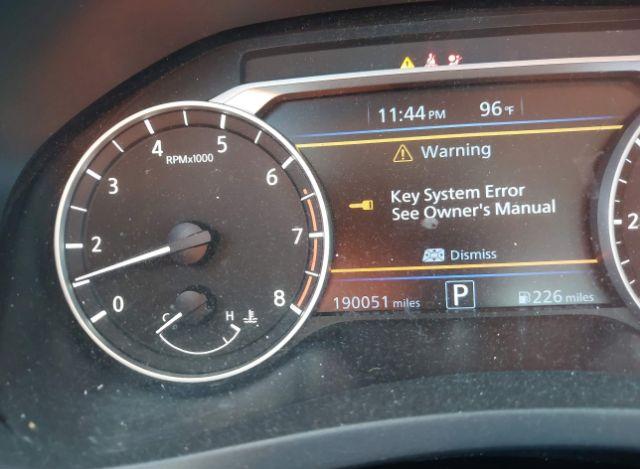 11:44 PM 96 °F
Warning
Key System Error
See Owner's Manual
Dismiss
190051 miles P 226 miles
RPMx1000
0 2 3 4 5 6 7 8
C H
2